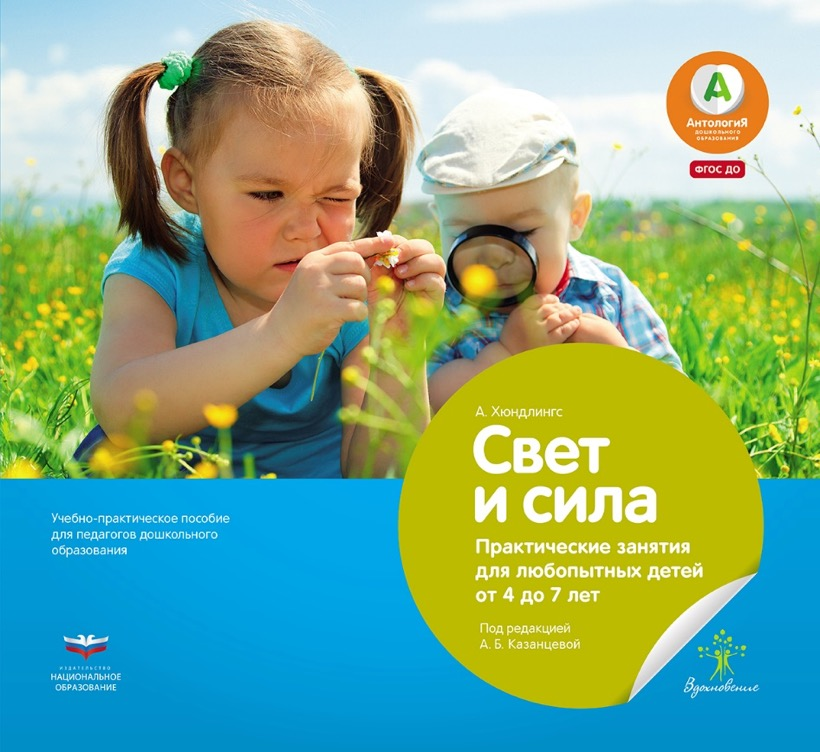 АнтологиЯ
ДОШКОЛЬНОГО
ОБРАЗОВАНИЯ
ФГОС ДО
А. Хюндлингс
Свет
и сила
Практические занятия
для любопытных детей
от 4 до 7 лет
Под редакцией
А. Б. Казанцевой
Учебно-практическое пособие
для педагогов дошкольного
образования
ИЗДАТЕЛЬСТВО
НАЦИОНАЛЬНОЕ
ОБРАЗОВАНИЕ
Вдохновение